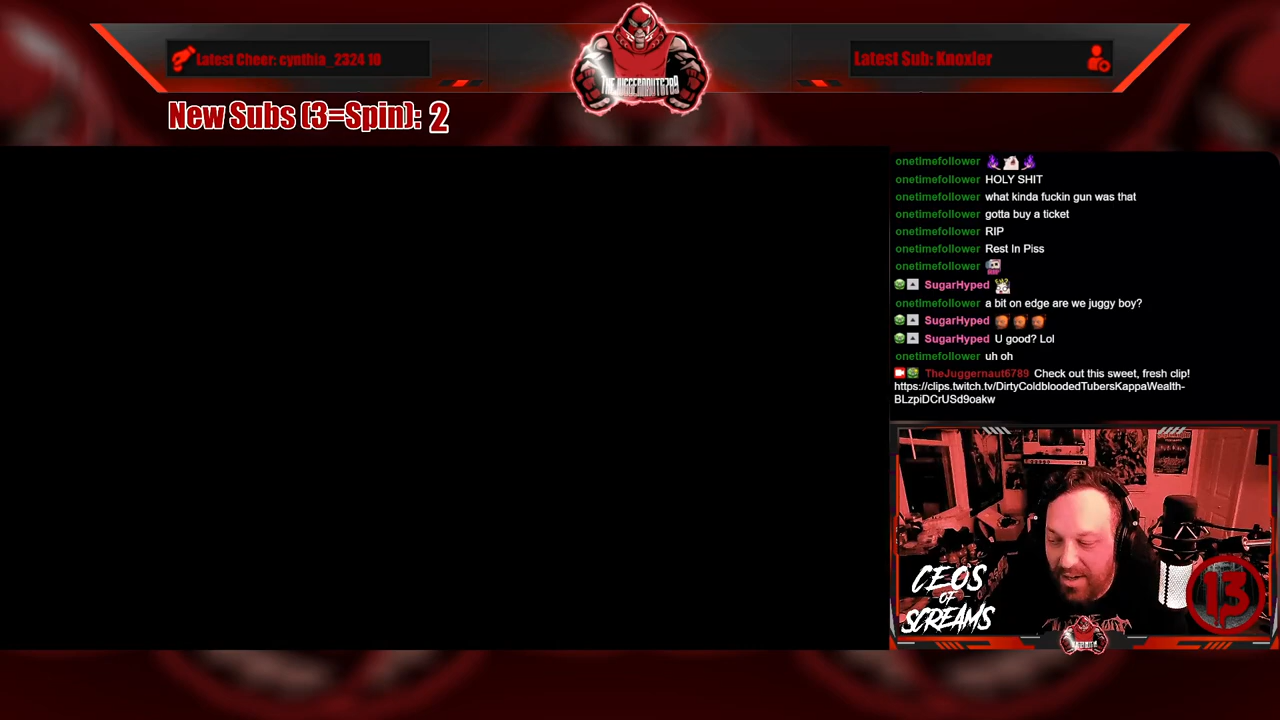 Latest Cheer: cynthia_2324 10
THEJUGGERNAUT6789
Latest Sub: Knoxler
New Subs (3=Spin): 2
onetimefollower
onetimefollower HOLY SHIT
onetimefollower what kinda fuckin gun was that
onetimefollower gotta buy a ticket
onetimefollower RIP
onetimefollower Rest In Piss
onetimefollower
SugarHyped
onetimefollower a bit on edge are we juggy boy?
SugarHyped
SugarHyped U good? Lol
onetimefollower uh oh
TheJuggernaut6789 Check out this sweet, fresh clip!
https://clips.twitch.tv/DirtyColdbloodedTubersKappaWealth-
BLzpiDCrUSd9oakw
CEO'S
OF
SCREAMS
13